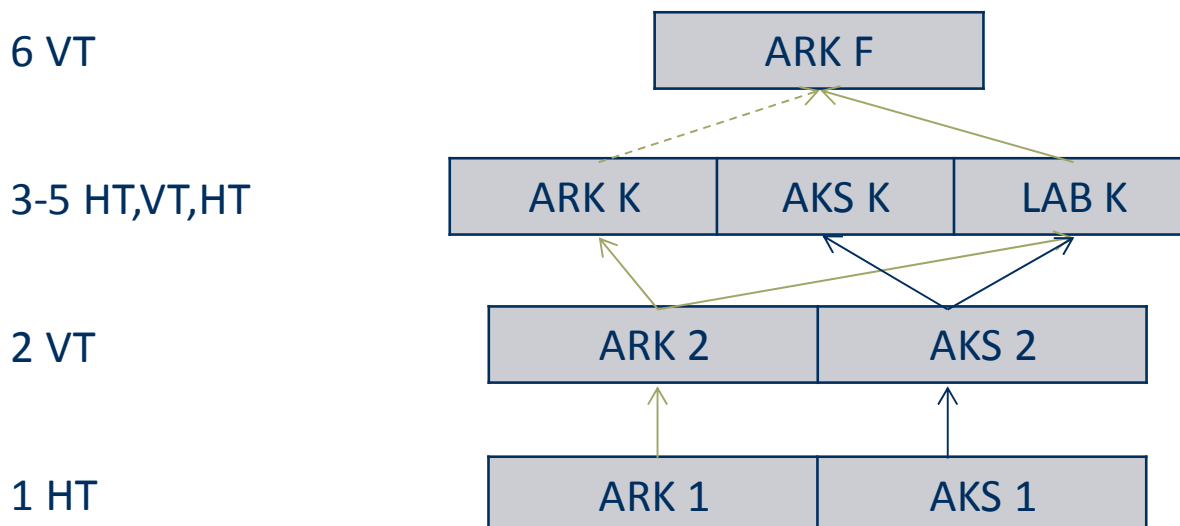 6 VT
ARK F
3-5 HT,VT,HT
ARK K
AKS K
LAB K
2 VT
ARK 2
AKS 2
1 HT
ARK 1
AKS 1